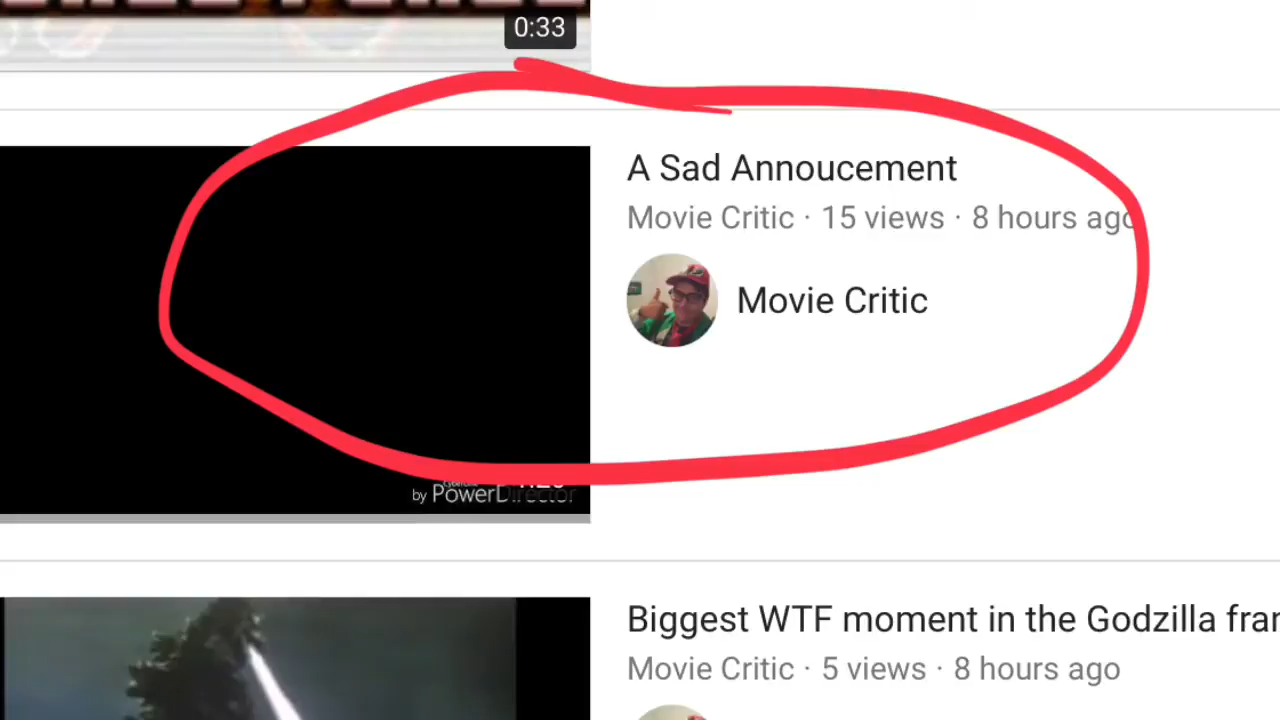 0:33
A Sad Annoucement
Movie Critic · 15 views · 8 hours ago
Movie Critic
by PowerDirector
Biggest WTF moment in the Godzilla
Movie Critic · 5 views · 8 hours ago